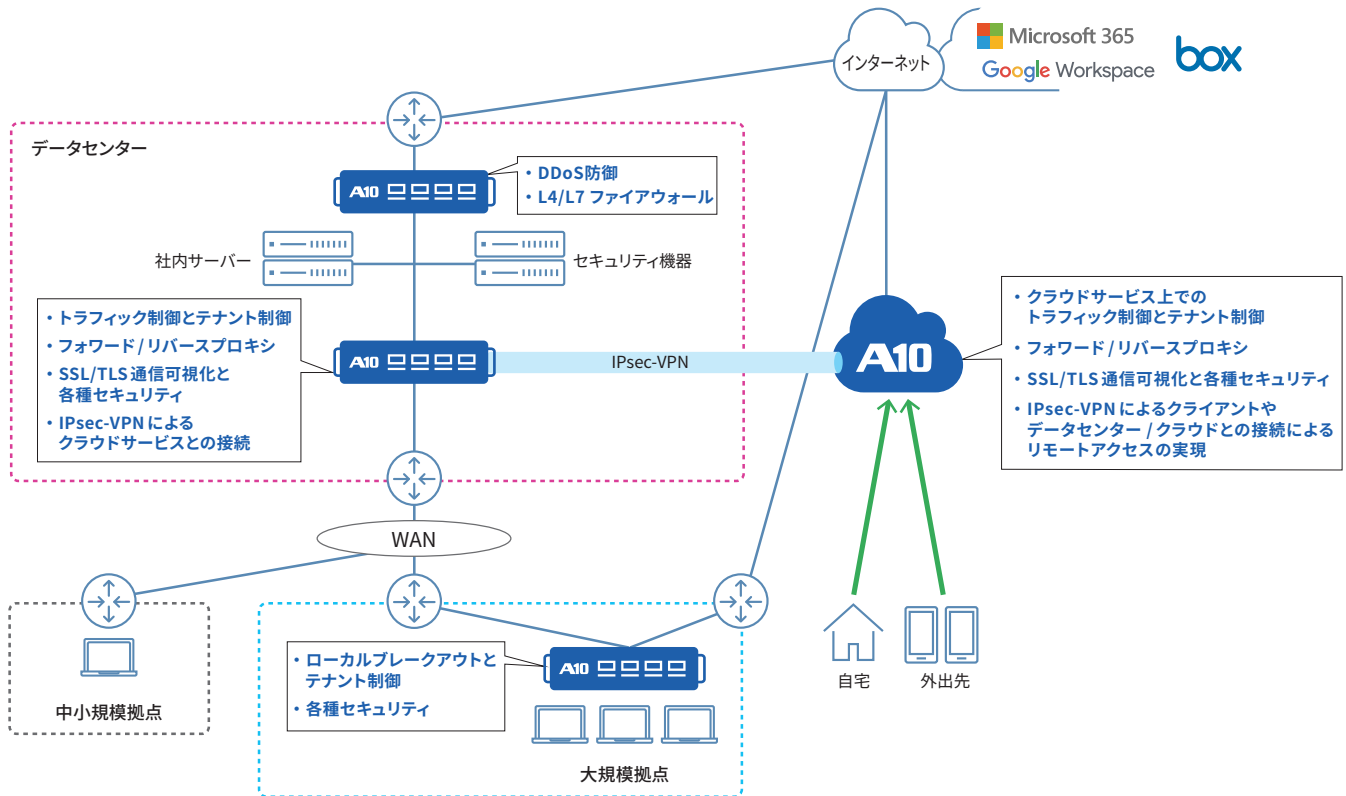 インターネット
Microsoft 365
Google Workspace
box
データセンター
A10
・DDoS防御
・L4/L7 ファイアウォール
社内サーバー
セキュリティ機器
・トラフィック制御とテナント制御
・フォワード / リバースプロキシ
・SSL/TLS 通信可視化と
各種セキュリティ
・IPsec-VPN による
クラウドサービスとの接続
A10
IPsec-VPN
A10
・クラウドサービス上での
トラフィック制御とテナント制御
・フォワード / リバースプロキシ
・SSL/TLS 通信可視化と各種セキュリティ
・IPsec-VPN によるクライアントや
データセンター / クラウドとの接続による
リモートアクセスの実現
WAN
中小規模拠点
・ローカルブレークアウトと
テナント制御
・各種セキュリティ
A10
大規模拠点
自宅
外出先